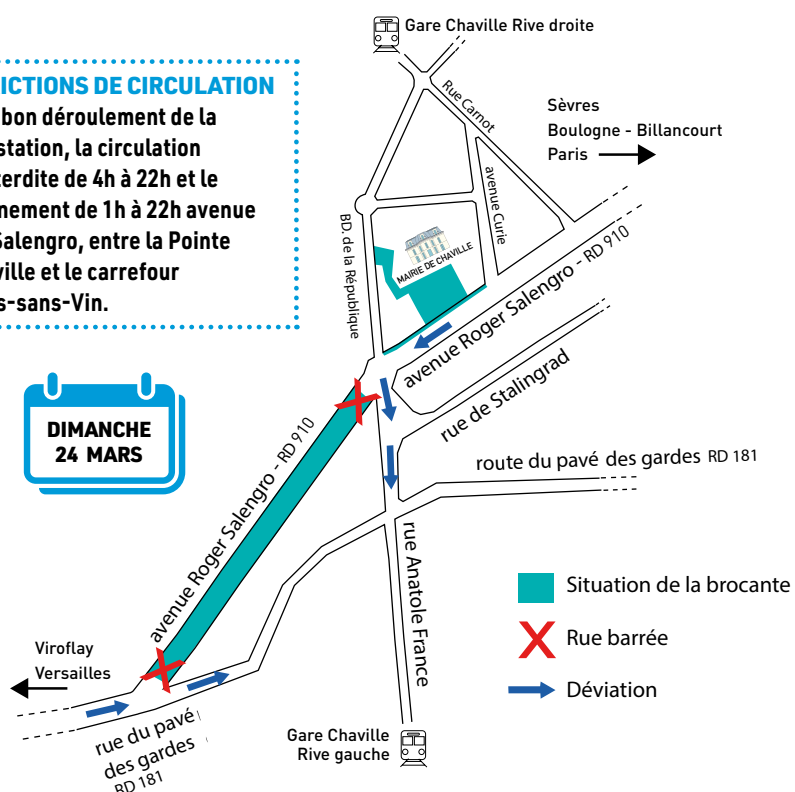 Gare Chaville Rive droite
ICTIONS DE CIRCULATION
bon déroulement de la
station, la circulation
terdite de 4h à 22h et le
nement de 1h à 22h avenue
Salengro, entre la Pointe
ville et le carrefour
s-sans-Vin.
Rue Carnot
Sèvres
Boulogne - Billancourt
Paris
avenue Curie
BD. de la République
MAIRIE DE CHAVILLE
avenue Roger Salengro - RD 910
DIMANCHE
24 MARS
rue de Stalingrad
route du pavé des gardes RD 181
avenue Roger Salengro - RD 910
rue Anatole France
Situation de la brocante
Rue barrée
Déviation
Viroflay
Versailles
rue du pavé
des gardes
RD 181
Gare Chaville
Rive gauche